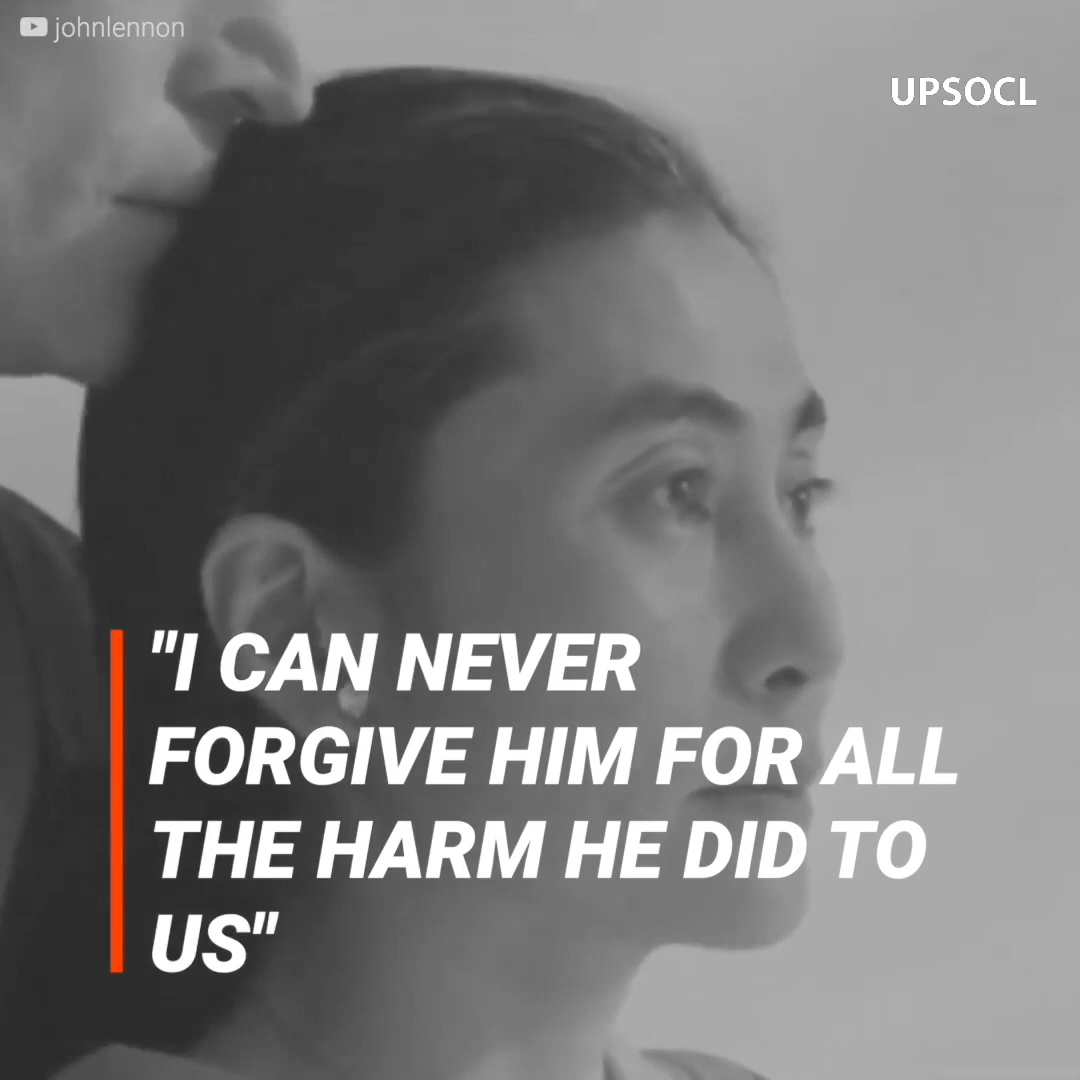 johnlennon
UPSOCL
"I CAN NEVER
FORGIVE HIM FOR ALL
THE HARM HE DID TO
US"